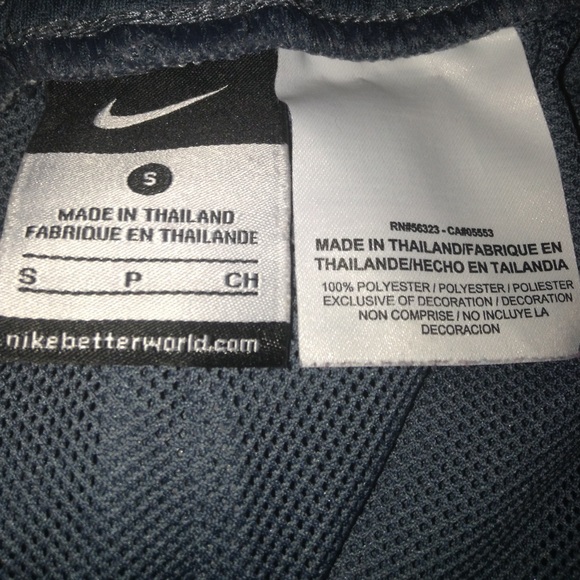 S
MADE IN THAILAND
FABRIQUE EN THAILANDE
S P CH
nikebetterworld.com
RN#56323 - CA#05553
MADE IN THAILAND/FABRIQUE EN
THAILANDE/HECHO EN TAILANDIA
100% POLYESTER / POLYESTER / POLIESTER
EXCLUSIVE OF DECORATION / DECORATION
NON COMPRISE / NO INCLUYE LA
DECORACION